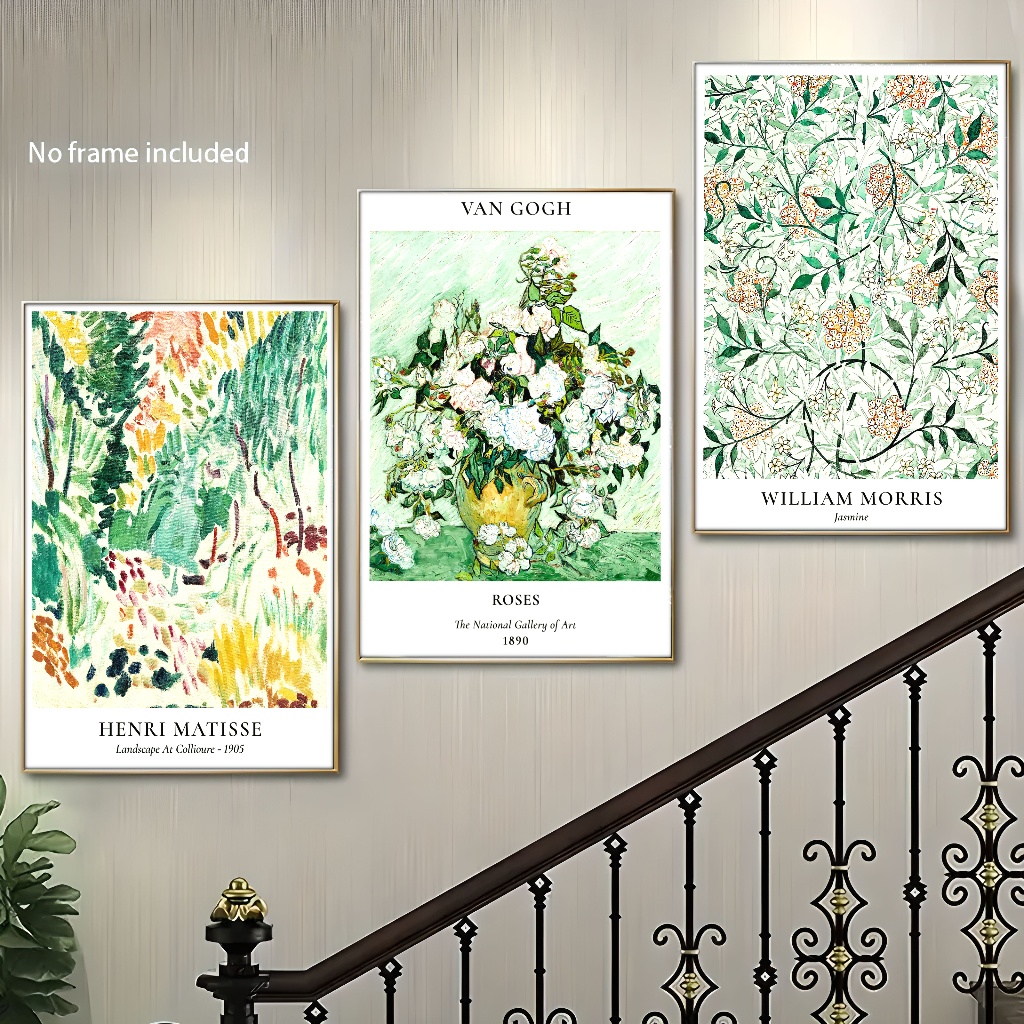 No frame included
VAN GOGH
ROSES
The National Gallery of Art
1890
WILLIAM MORRIS
Jasmine
HENRI MATISSE
Landscape At Collioure - 1905